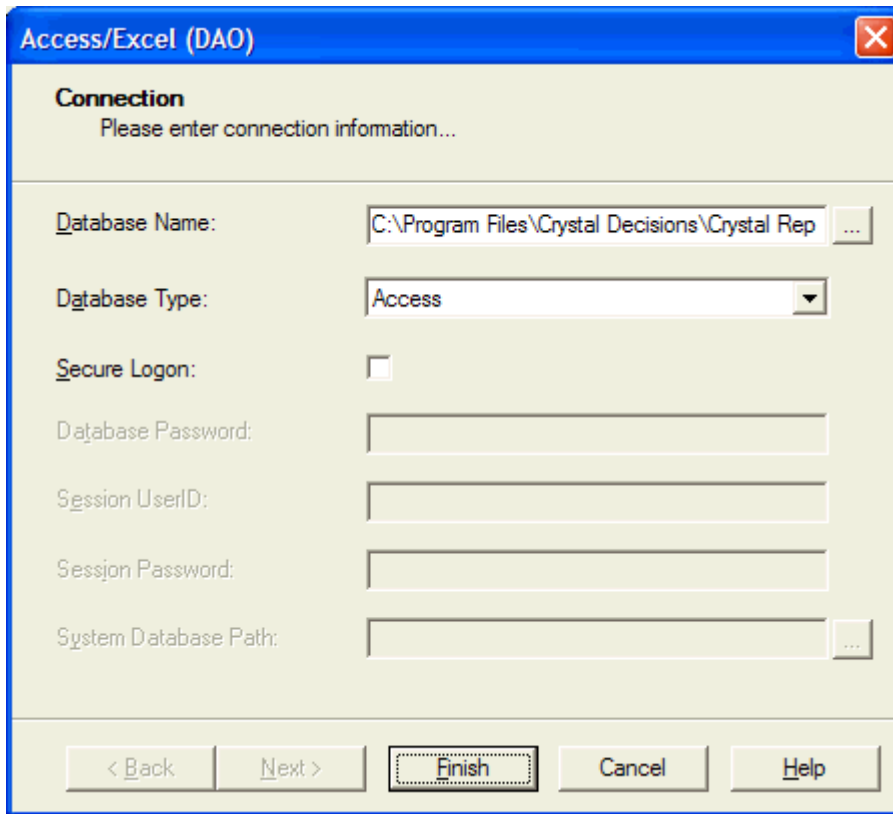 Access/Excel (DAO)
Connection
Please enter connection information...
Database Name:
C:\Program Files\Crystal Decisions\Crystal Rep
...
Database Type:
Access
Secure Logon:
Database Password:
Session UserID:
Session Password:
System Database Path:
...
< Back
Next >
Finish
Cancel
Help